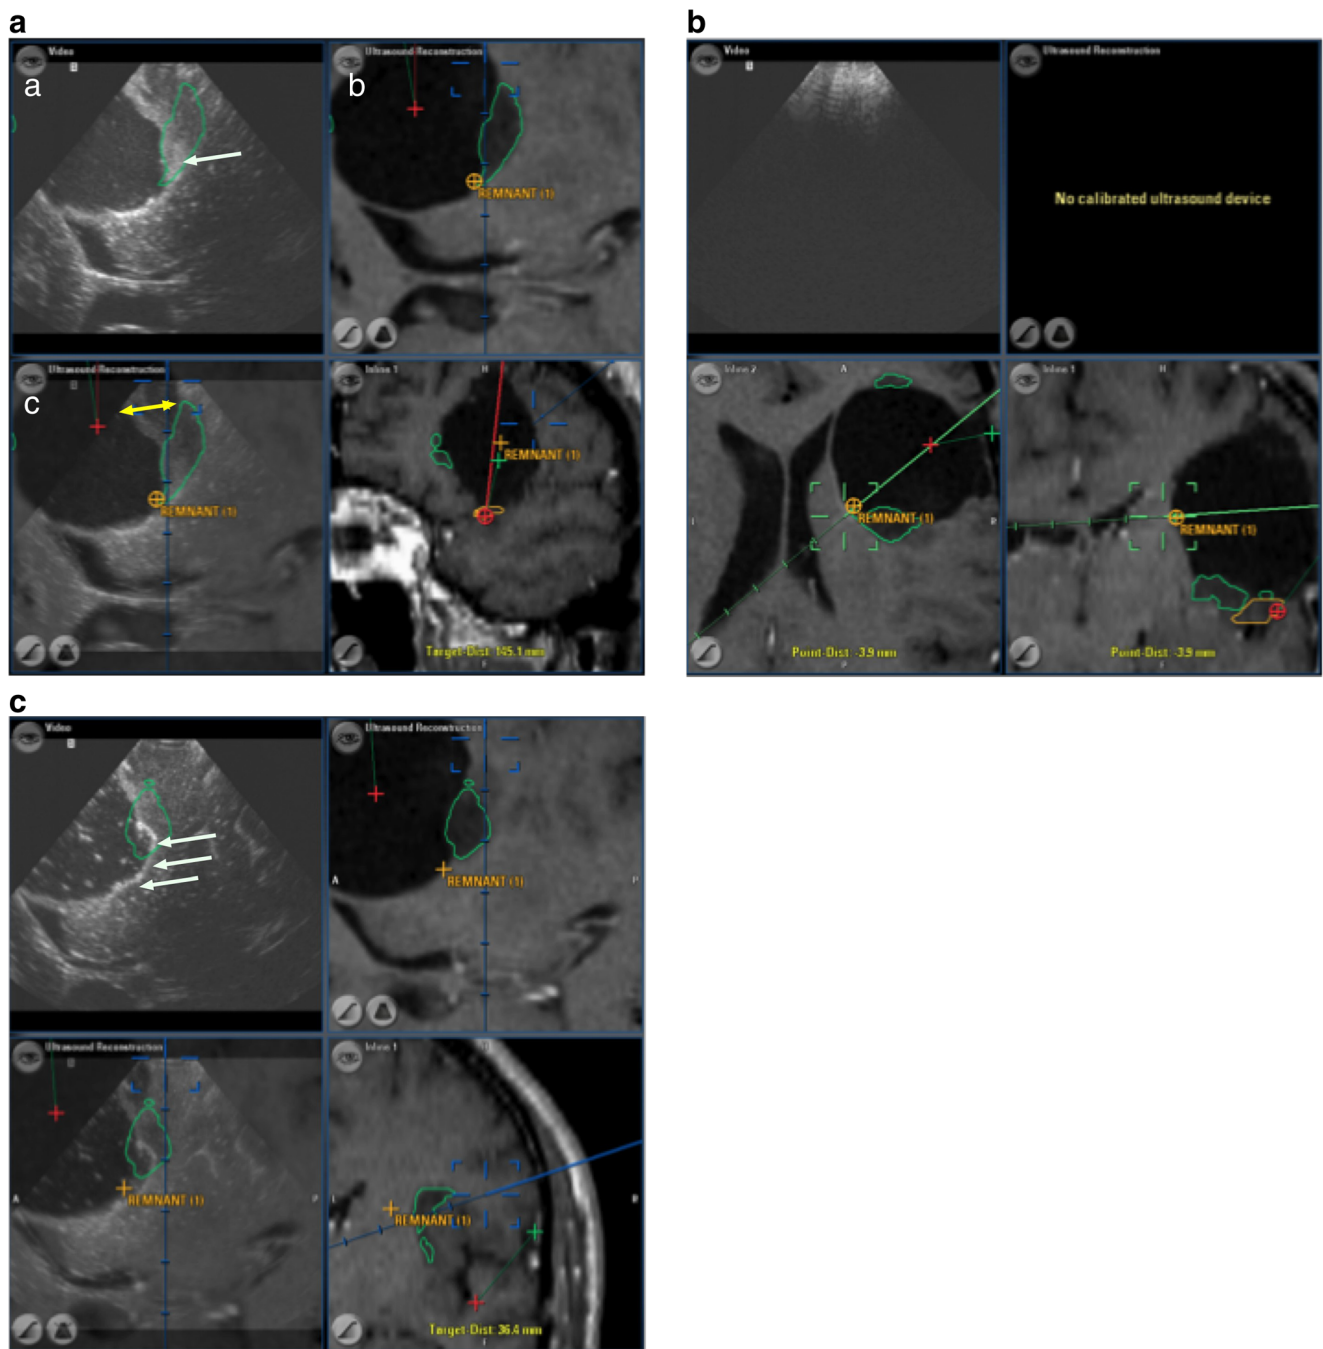 a
Video
a
Ultrasound Reconstruction
b
REMNANT (1)
Ultrasound Reconstruction
c
REMNANT (1)
Inline 1
H
REMNANT (1)
Target-Dist: 145.1 mm
F
b
Video
Ultrasound Reconstruction
No calibrated ultrasound device
Inline 2
A
REMNANT (1)
L
R
Point-Dist: -3.9 mm
P
Inline 1
H
REMNANT (1)
Point-Dist: -3.9 mm
F
c
Video
Ultrasound Reconstruction
A
P
REMNANT (1)
Ultrasound Reconstruction
A
P
REMNANT (1)
Inline 1
L
R
REMNANT (1)
Target-Dist: 36.4 mm
F